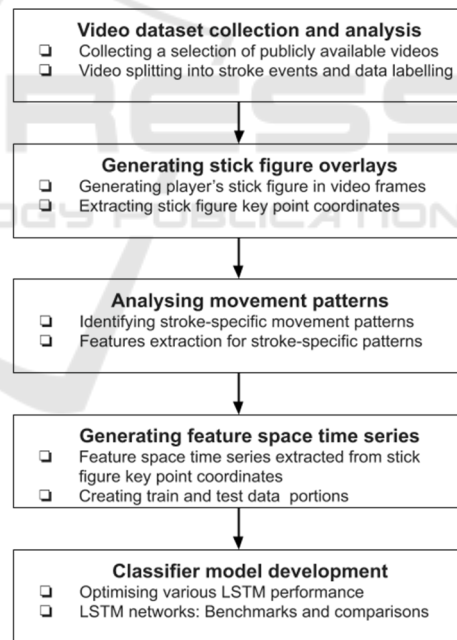 Video dataset collection and analysis
❏ Collecting a selection of publicly available videos
❏ Video splitting into stroke events and data labelling
Generating stick figure overlays
❏ Generating player's stick figure in video frames
❏ Extracting stick figure key point coordinates
Analysing movement patterns
❏ Identifying stroke-specific movement patterns
❏ Features extraction for stroke-specific patterns
Generating feature space time series
❏ Feature space time series extracted from stick
figure key point coordinates
❏ Creating train and test data portions
Classifier model development
❏ Optimising various LSTM performance
❏ LSTM networks: Benchmarks and comparisons